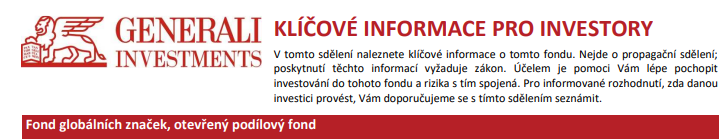 GENERALI
INVESTMENTS
KLÍČOVÉ INFORMACE PRO INVESTORY
V tomto sdělení naleznete klíčové informace o tomto fondu. Nejde o propagační sdělení;
poskytnutí těchto informací vyžaduje zákon. Účelem je pomoci Vám lépe pochopit
investování do tohoto fondu a rizika s tím spojená. Pro informované rozhodnutí, zda danou
investici provést, Vám doporučujeme se s tímto sdělením seznámit.
Fond globálních značek, otevřený podílový fond